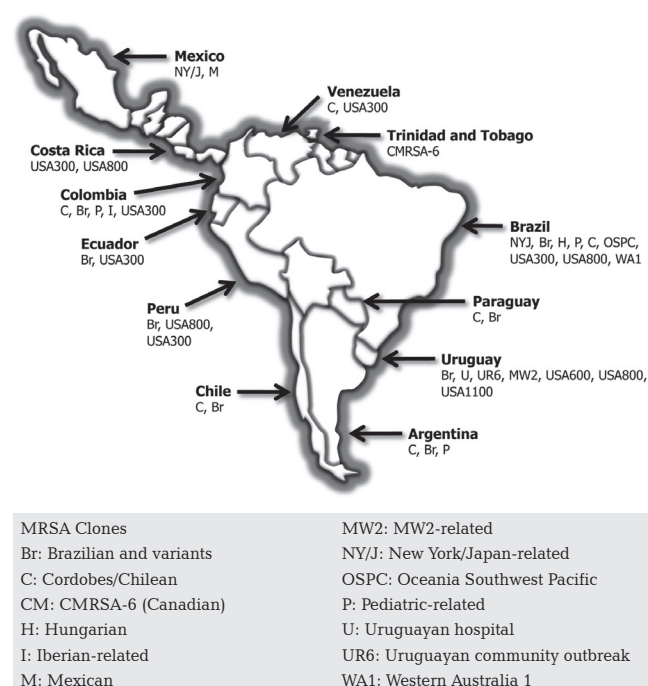 Mexico
NY/J, M
Venezuela
C, USA300
Trinidad and Tobago
CMRSA-6
Costa Rica
USA300, USA800
Colombia
C, Br, P, I, USA300
Ecuador
Br, USA300
Brazil
NYJ, Br, H, P, C, OSPC,
USA300, USA800, WA1
Peru
Br, USA800,
USA300
Paraguay
C, Br
Uruguay
Br, U, UR6, MW2, USA600, USA800,
USA1100
Chile
C, Br
Argentina
C, Br, P
MRSA Clones
Br: Brazilian and variants
C: Cordobes/Chilean
CM: CMRSA-6 (Canadian)
H: Hungarian
I: Iberian-related
M: Mexican
MW2: MW2-related
NY/J: New York/Japan-related
OSPC: Oceania Southwest Pacific
P: Pediatric-related
U: Uruguayan hospital
UR6: Uruguayan community outbreak
WA1: Western Australia 1